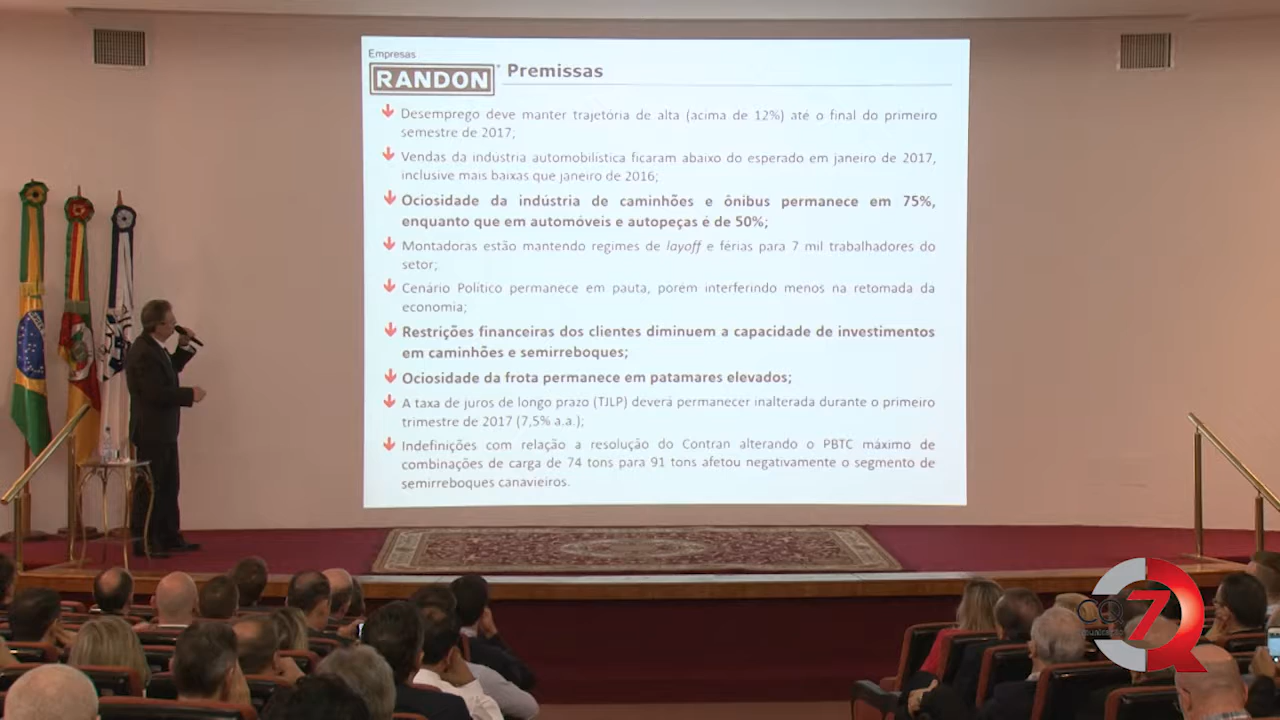 Empresas
RANDON
Premissas
Desemprego deve manter trajetória de alta (acima de 12%) até o final do primeiro
semestre de 2017;
Vendas da indústria automobilística ficaram abaixo do esperado em janeiro de 2017,
inclusive mais baixas que janeiro de 2016;
Ociosidade da indústria de caminhões e ônibus permanece em 75%,
enquanto que em automóveis e autopeças é de 50%;
Montadoras estão mantendo regimes de layoff e férias para 7 mil trabalhadores do
setor;
Cenário Político permanece em pauta, porém interferindo menos na retomada da
economia;
Restrições financeiras dos clientes diminuem a capacidade de investimentos
em caminhões e semirreboques;
Ociosidade da frota permanece em patamares elevados;
A taxa de juros de longo prazo (TJLP) deverá permanecer inalterada durante o primeiro
trimestre de 2017 (7,5% a.a.);
Indefinições com relação a resolução do Contran alterando o PBTC máximo de
combinações de carga de 74 tons para 91 tons afetou negativamente o segmento de
semirreboques canavieiros.
CQ
7